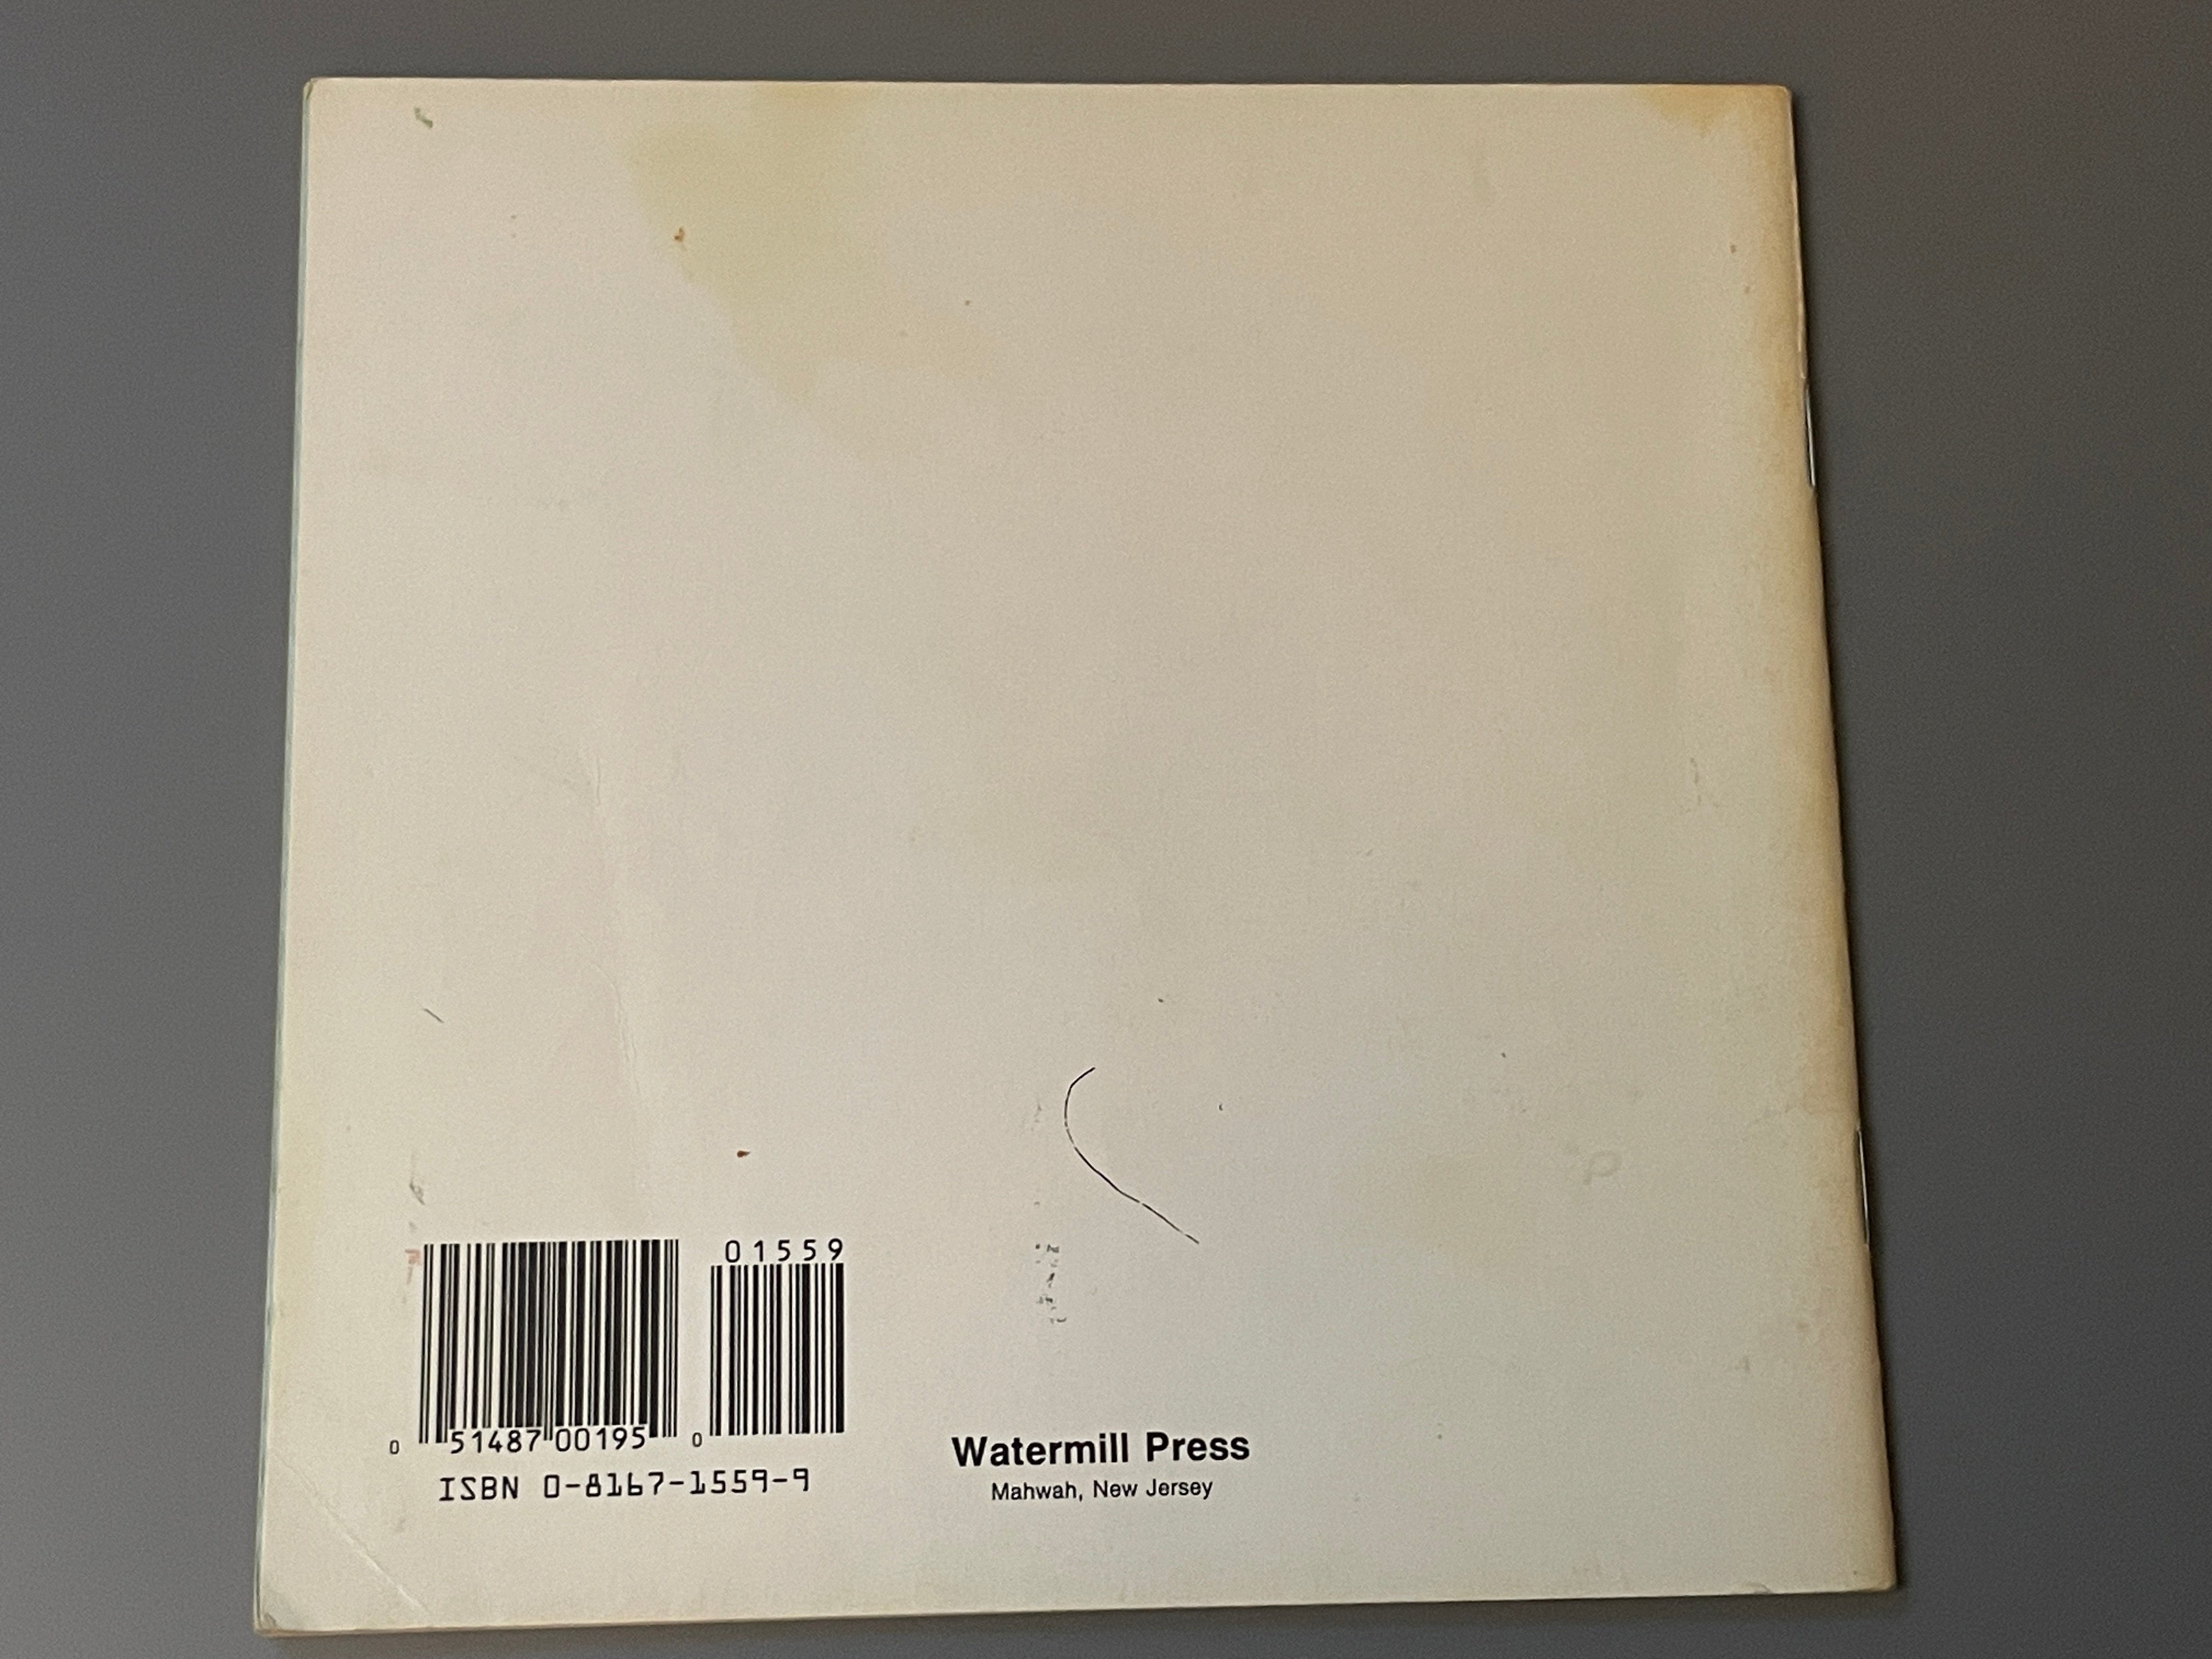 01559
0 51487 00195 0
ISBN 0-8167-1559-9
Watermill Press
Mahwah, New Jersey